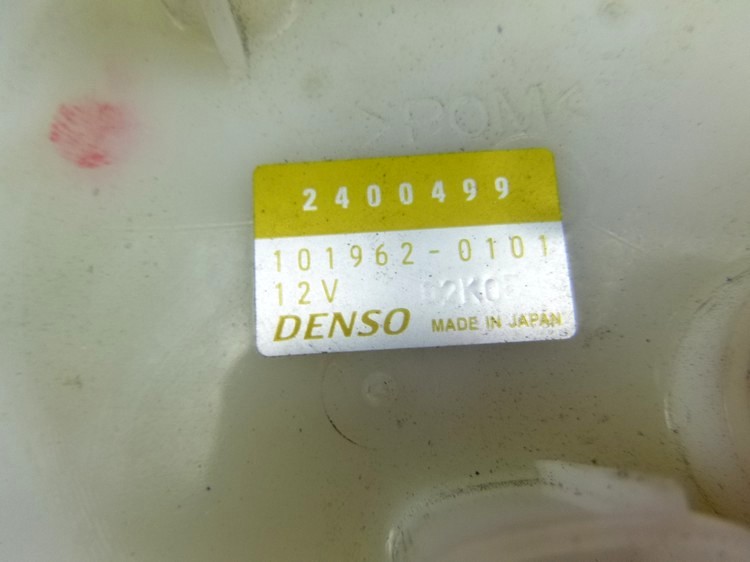 >POM<
2400499
101962-0101
12V
DENSO MADE IN JAPAN